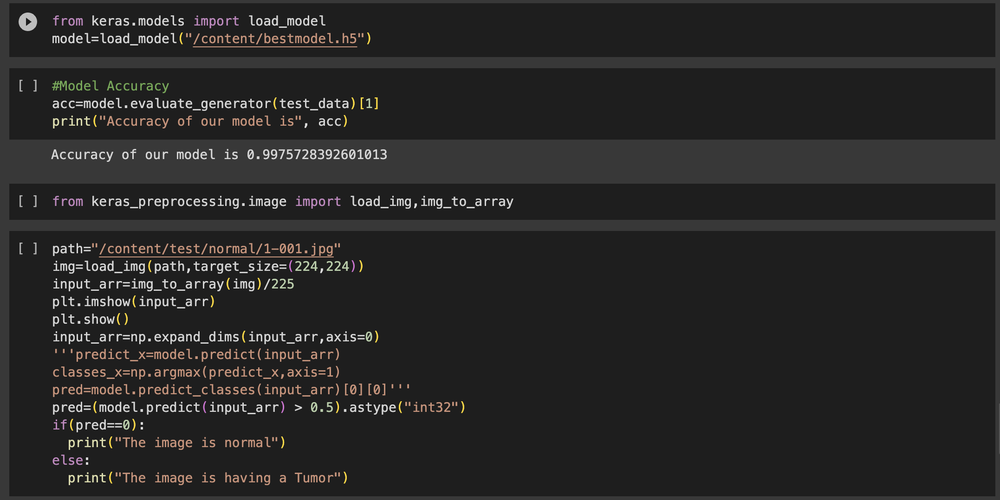 from keras.models import load_model
model=load_model("/content/bestmodel.h5")
[ ] #Model Accuracy
acc=model.evaluate_generator(test_data)[1]
print("Accuracy of our model is", acc)
Accuracy of our model is 0.9975728392601013
[ ] from keras_preprocessing.image import load_img,img_to_array
[ ] path="/content/test/normal/1-001.jpg"
img=load_img(path,target_size=(224,224))
input_arr=img_to_array(img)/225
plt.imshow(input_arr)
plt.show()
input_arr=np.expand_dims(input_arr,axis=0)
'''predict_x=model.predict(input_arr)
classes_x=np.argmax(predict_x,axis=1)
pred=model.predict_classes(input_arr)[0][0]'''
pred=(model.predict(input_arr) > 0.5).astype("int32")
if(pred==0):
  print("The image is normal")
else:
  print("The image is having a Tumor")